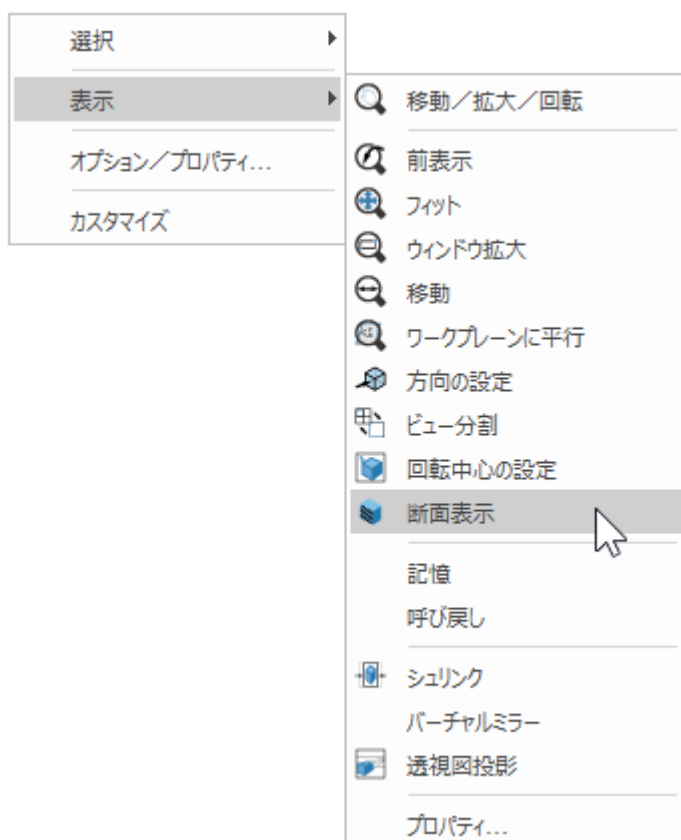 選択
表示
オプション／プロパティ...
カスタマイズ
移動／拡大／回転
前表示
フィット
ウィンドウ拡大
移動
ワークプレーンに平行
方向の設定
ビュー分割
回転中心の設定
断面表示
記憶
呼び戻し
シュリンク
バーチャルミラー
透視図投影
プロパティ...